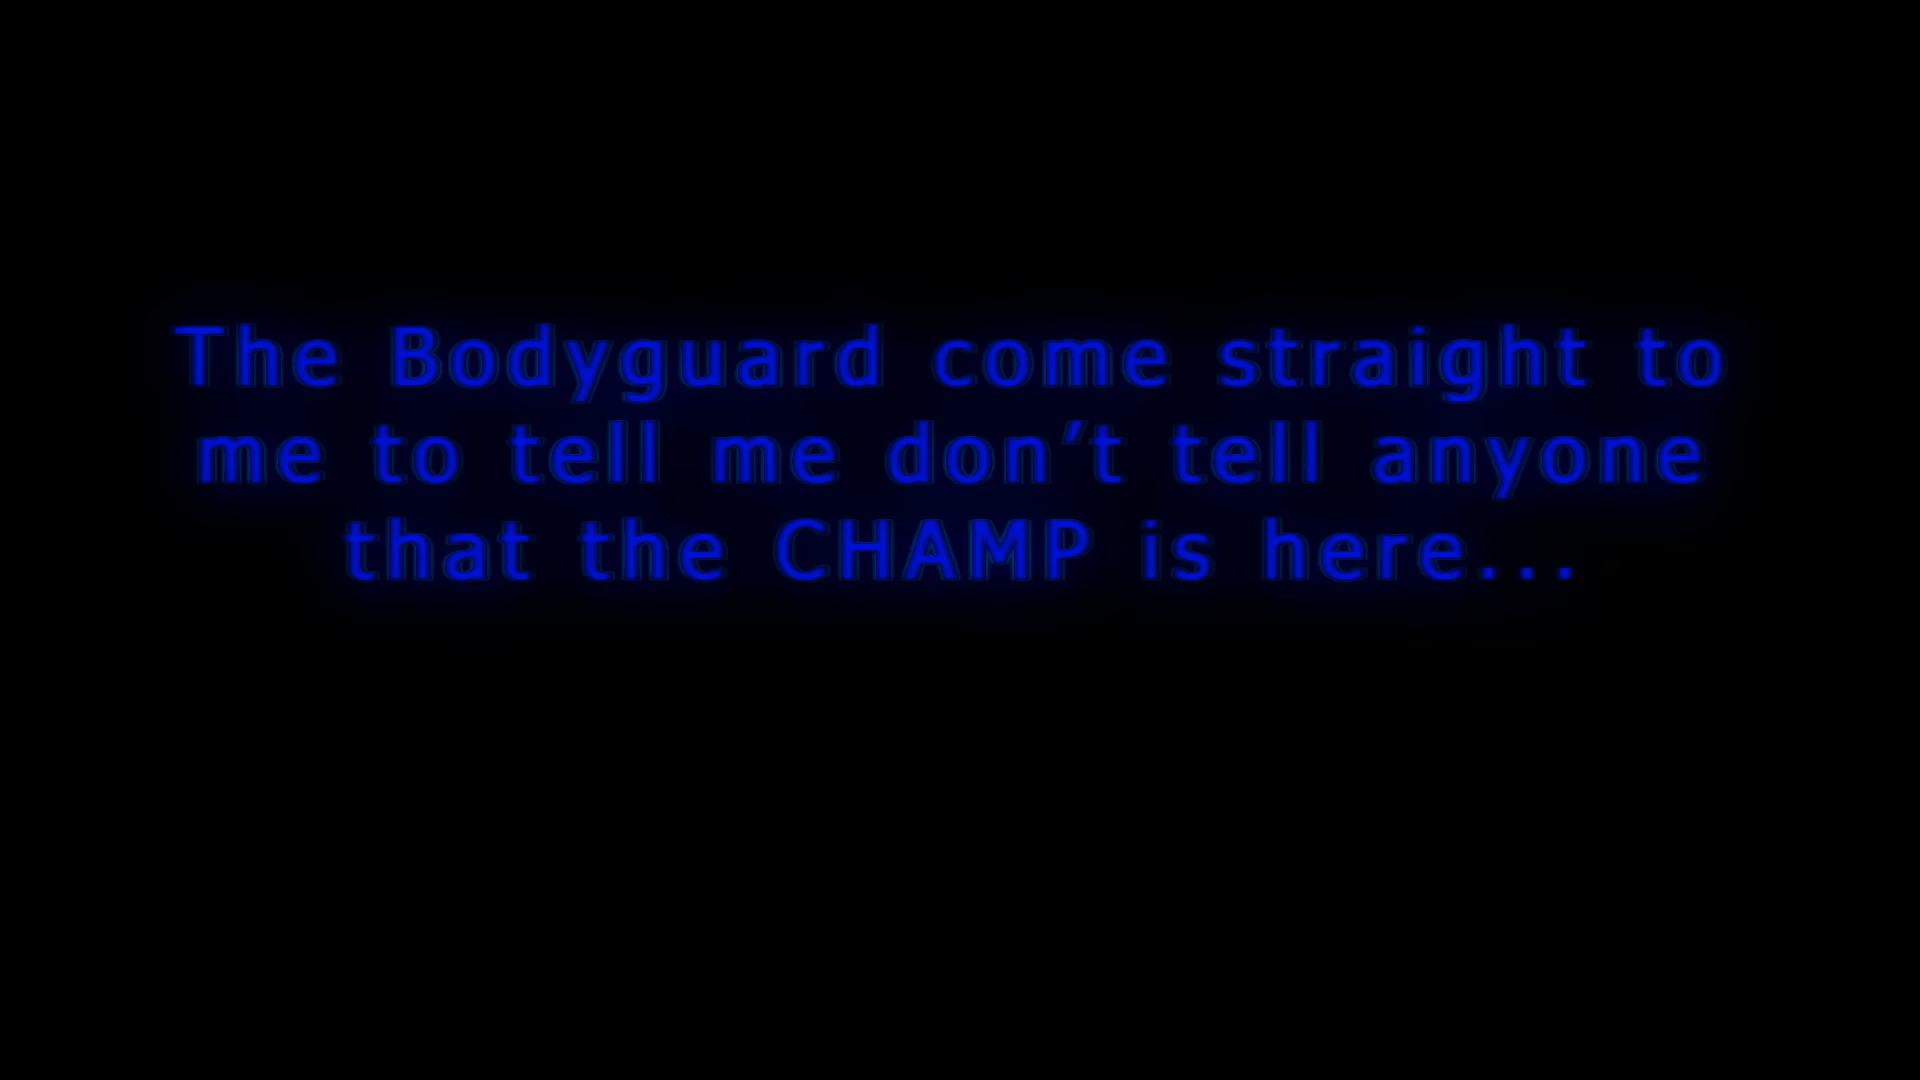 The Bodyguard come straight to
me to tell me don’t tell anyone
that the CHAMP is here...